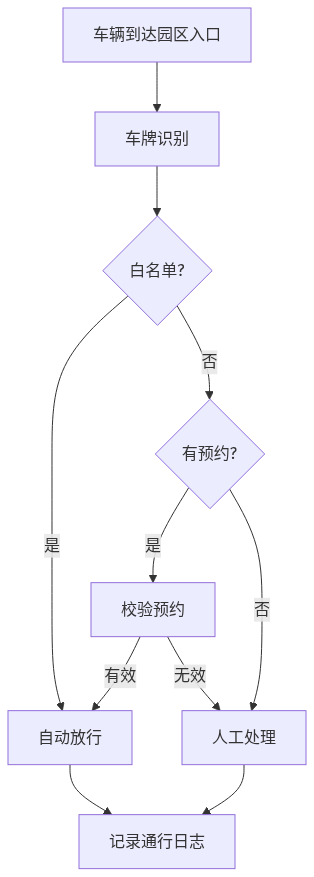 车辆到达园区入口
车牌识别
白名单?
否
有预约?
是
是
校验预约
否
有效
无效
自动放行
人工处理
记录通行日志